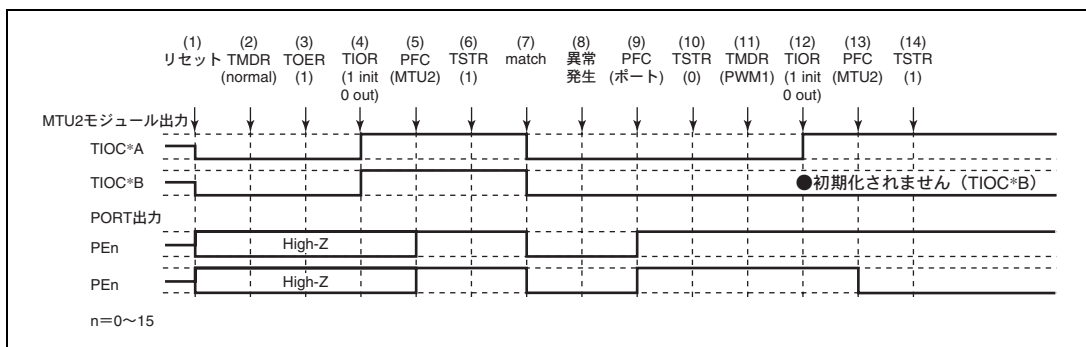 (1) (2) (3) (4) (5) (6) (7) (8) (9) (10) (11) (12) (13) (14)
リセット TMDR TOER TIOR PFC TSTR match 異常 PFC TSTR TMDR TIOR PFC TSTR
(normal) (1) (1 init (MTU2) (1) 発生 (ポート) (0) (PWM1) (1 init (MTU2) (1)
0 out) 0 out)
MTU2モジュール出力
TIOC*A
TIOC*B ●初期化されません（TIOC*B）
PORT出力
PEn High-Z
PEn High-Z
n＝0～15